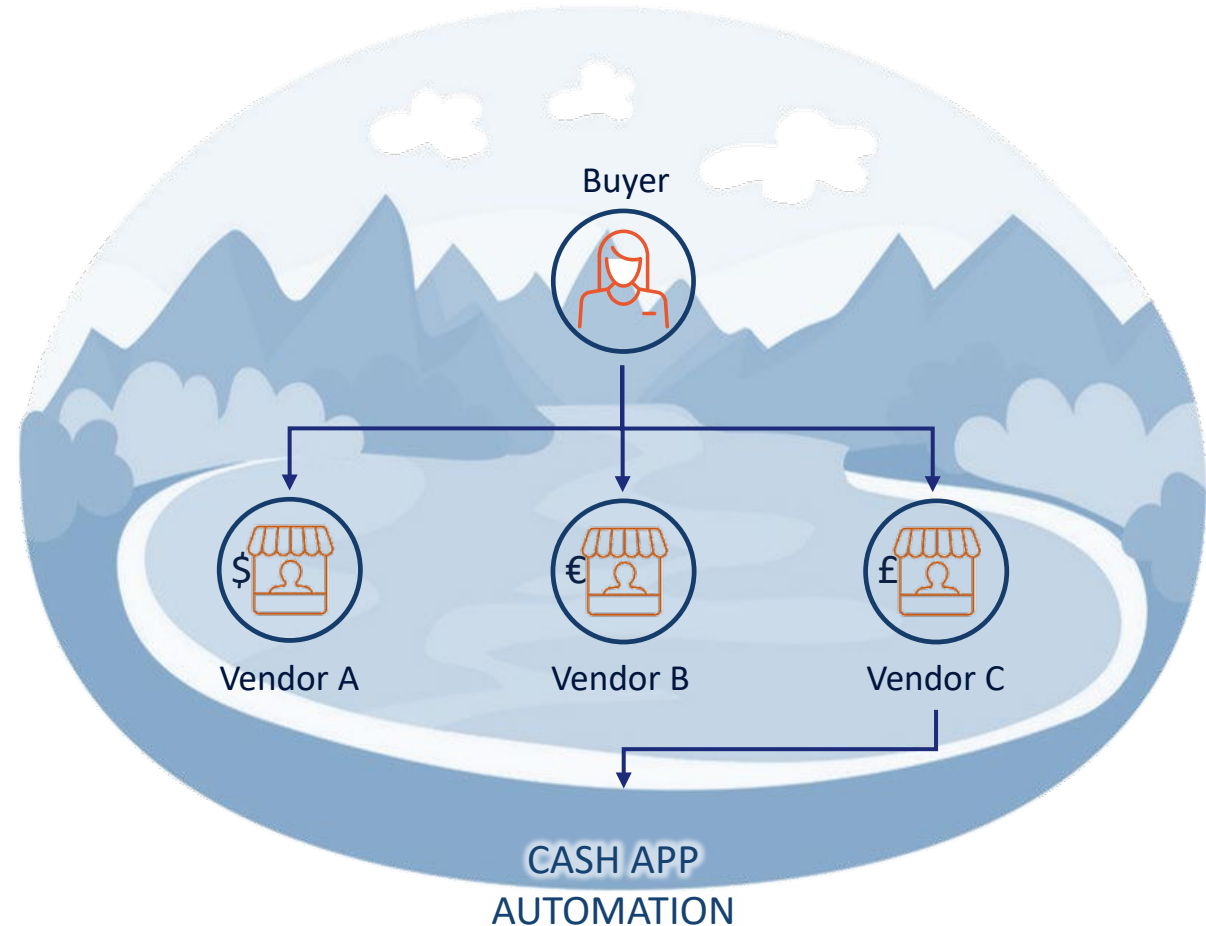 Buyer
$
€
£
Vendor A
Vendor B
Vendor C
CASH APP
AUTOMATION